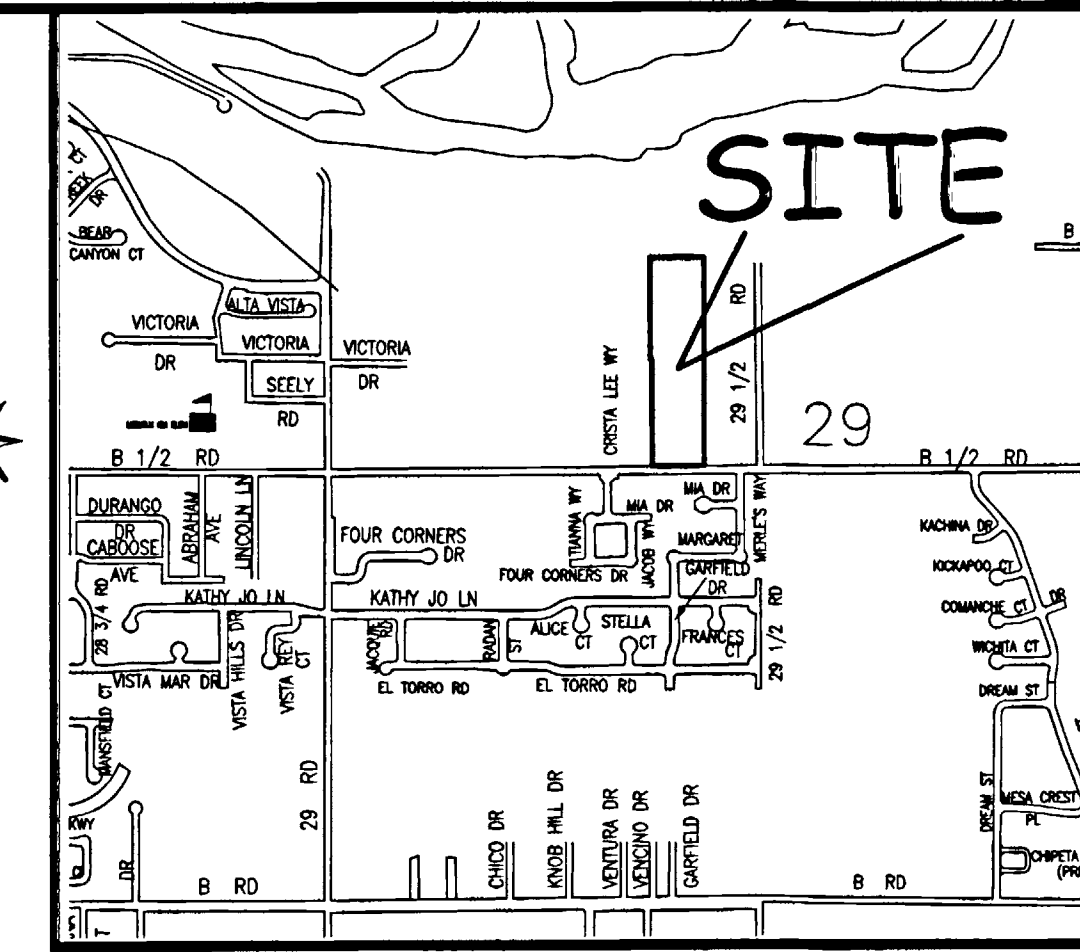 SITE
CT
DR
BEAR
CANYON CT
B
ALTA VISTA
VICTORIA
DR
VICTORIA
VICTORIA
DR
SEELY
RD
CRISTA LEE WY
29 1/2 RD
29
B 1/2 RD
B 1/2 RD
DURANGO
DR
CABOOSE
AVE
ABRAHAM
AVE
LINCOLN LN
FOUR CORNERS
DR
TIANNA WY
MIA DR
MIA DR
JACOB WY
MERLE'S WAY
MARGARET
FOUR CORNERS DR
GARFIELD
DR
KACHINA DR
KICKAPOO CT
COMANCHE CT
DR
WICHITA CT
DREAM ST
28 3/4 RD
KATHY JO LN
KATHY JO LN
JACQUIE
RD
RADAN
ST
ALICE
CT
STELLA
CT
FRANCES
CT
29 1/2 RD
VISTA MAR DR
VISTA HILLS DR
VISTA REY
CT
EL TORRO RD
EL TORRO RD
MANSFIELD CT
29 RD
DREAM ST
MESA CREST
PL
CHIPETA
(PRI
KWY
DR
CHICO DR
KNOB HILL DR
VENTURA DR
VENCINO DR
GARFIELD DR
B RD
B RD
T